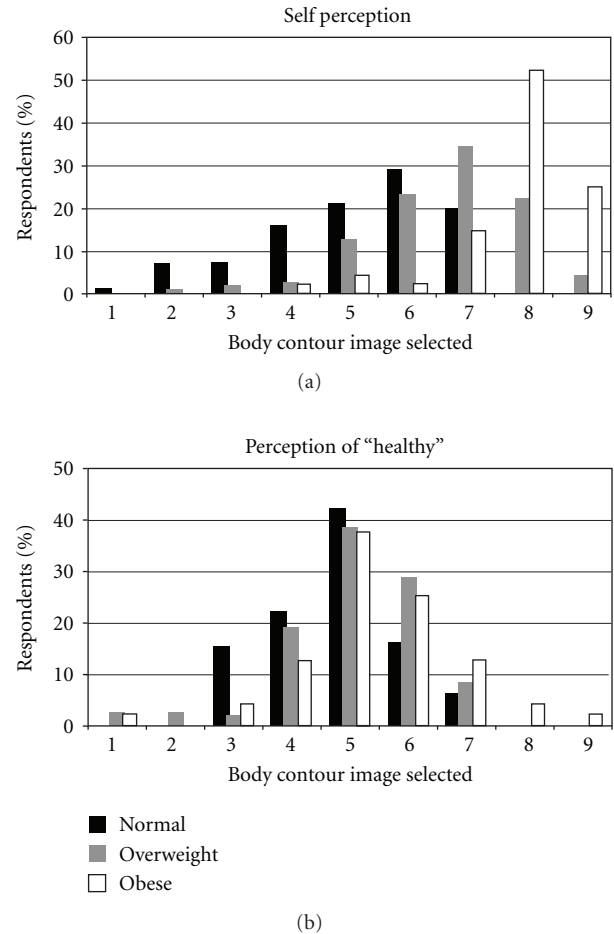 Self perception
60
50
40
30
20
10
0
Respondents (%)
1 2 3 4 5 6 7 8 9
Body contour image selected
(a)
Perception of “healthy”
50
40
30
20
10
0
Respondents (%)
1 2 3 4 5 6 7 8 9
Body contour image selected
Normal
Overweight
Obese
(b)